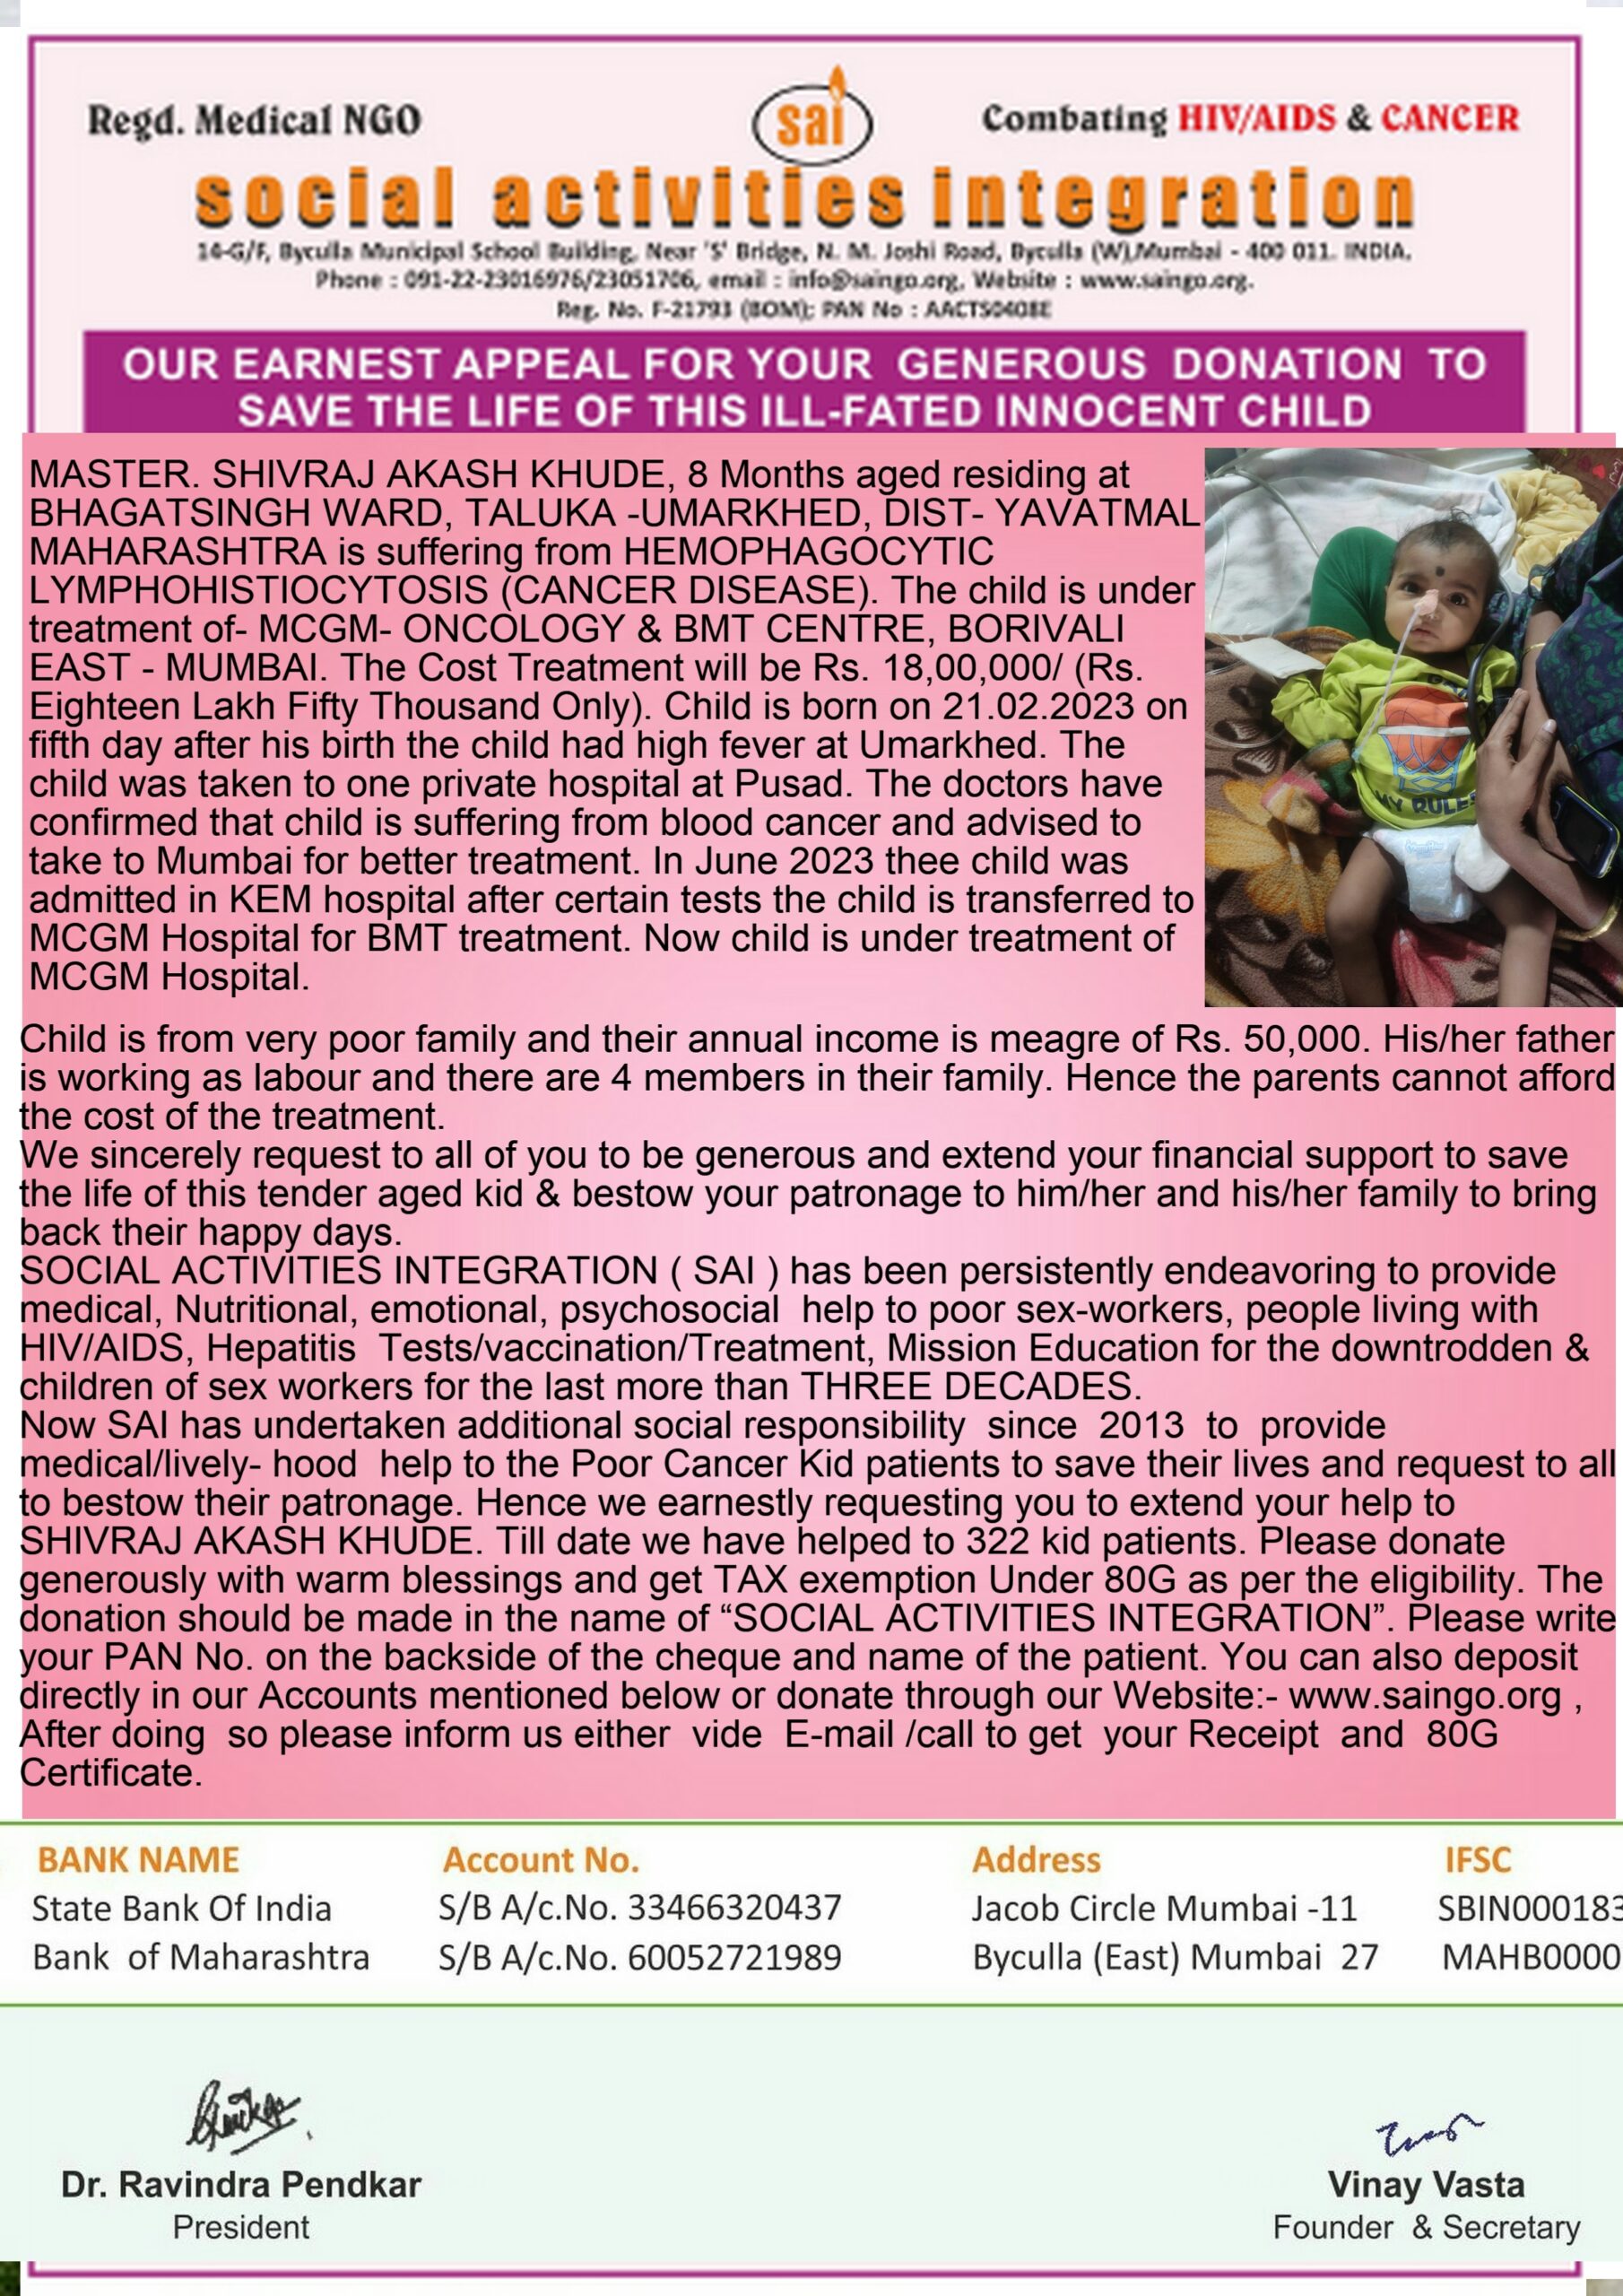 Regd. Medical NGO
sai
Combating HIV/AIDS & CANCER
social activities integration
14-G/F, Byculla Municipal School Building, Near 'S' Bridge, N. M. Joshi Road, Byculla (W),Mumbai - 400 011. INDIA.
Phone : 091-22-23016976/23051706, email : info@saingo.org, Website : www.saingo.org.
Reg. No. F-21793 (BOM); PAN No : AACTS0408E
OUR EARNEST APPEAL FOR YOUR GENEROUS DONATION TO
SAVE THE LIFE OF THIS ILL-FATED INNOCENT CHILD
MASTER. SHIVRAJ AKASH KHUDE, 8 Months aged residing at
BHAGATSINGH WARD, TALUKA -UMARKHED, DIST- YAVATMAL
MAHARASHTRA is suffering from HEMOPHAGOCYTIC
LYMPHOHISTIOCYTOSIS (CANCER DISEASE). The child is under
treatment of- MCGM- ONCOLOGY & BMT CENTRE, BORIVALI
EAST - MUMBAI. The Cost Treatment will be Rs. 18,00,000/ (Rs.
Eighteen Lakh Fifty Thousand Only). Child is born on 21.02.2023 on
fifth day after his birth the child had high fever at Umarkhed. The
child was taken to one private hospital at Pusad. The doctors have
confirmed that child is suffering from blood cancer and advised to
take to Mumbai for better treatment. In June 2023 thee child was
admitted in KEM hospital after certain tests the child is transferred to
MCGM Hospital for BMT treatment. Now child is under treatment of
MCGM Hospital.
MY RULES
Child is from very poor family and their annual income is meagre of Rs. 50,000. His/her father
is working as labour and there are 4 members in their family. Hence the parents cannot afford
the cost of the treatment.
We sincerely request to all of you to be generous and extend your financial support to save
the life of this tender aged kid & bestow your patronage to him/her and his/her family to bring
back their happy days.
SOCIAL ACTIVITIES INTEGRATION ( SAI ) has been persistently endeavoring to provide
medical, Nutritional, emotional, psychosocial help to poor sex-workers, people living with
HIV/AIDS, Hepatitis Tests/vaccination/Treatment, Mission Education for the downtrodden &
children of sex workers for the last more than THREE DECADES.
Now SAI has undertaken additional social responsibility since 2013 to provide
medical/lively- hood help to the Poor Cancer Kid patients to save their lives and request to all
to bestow their patronage. Hence we earnestly requesting you to extend your help to
SHIVRAJ AKASH KHUDE. Till date we have helped to 322 kid patients. Please donate
generously with warm blessings and get TAX exemption Under 80G as per the eligibility. The
donation should be made in the name of “SOCIAL ACTIVITIES INTEGRATION”. Please write
your PAN No. on the backside of the cheque and name of the patient. You can also deposit
directly in our Accounts mentioned below or donate through our Website:- www.saingo.org ,
After doing so please inform us either vide E-mail /call to get your Receipt and 80G
Certificate.
BANK NAME Account No. Address IFSC
State Bank Of India S/B A/c.No. 33466320437 Jacob Circle Mumbai -11 SBIN000183
Bank of Maharashtra S/B A/c.No. 60052721989 Byculla (East) Mumbai 27 MAHB0000
Dr. Ravindra Pendkar
President
Vinay Vasta
Founder & Secretary